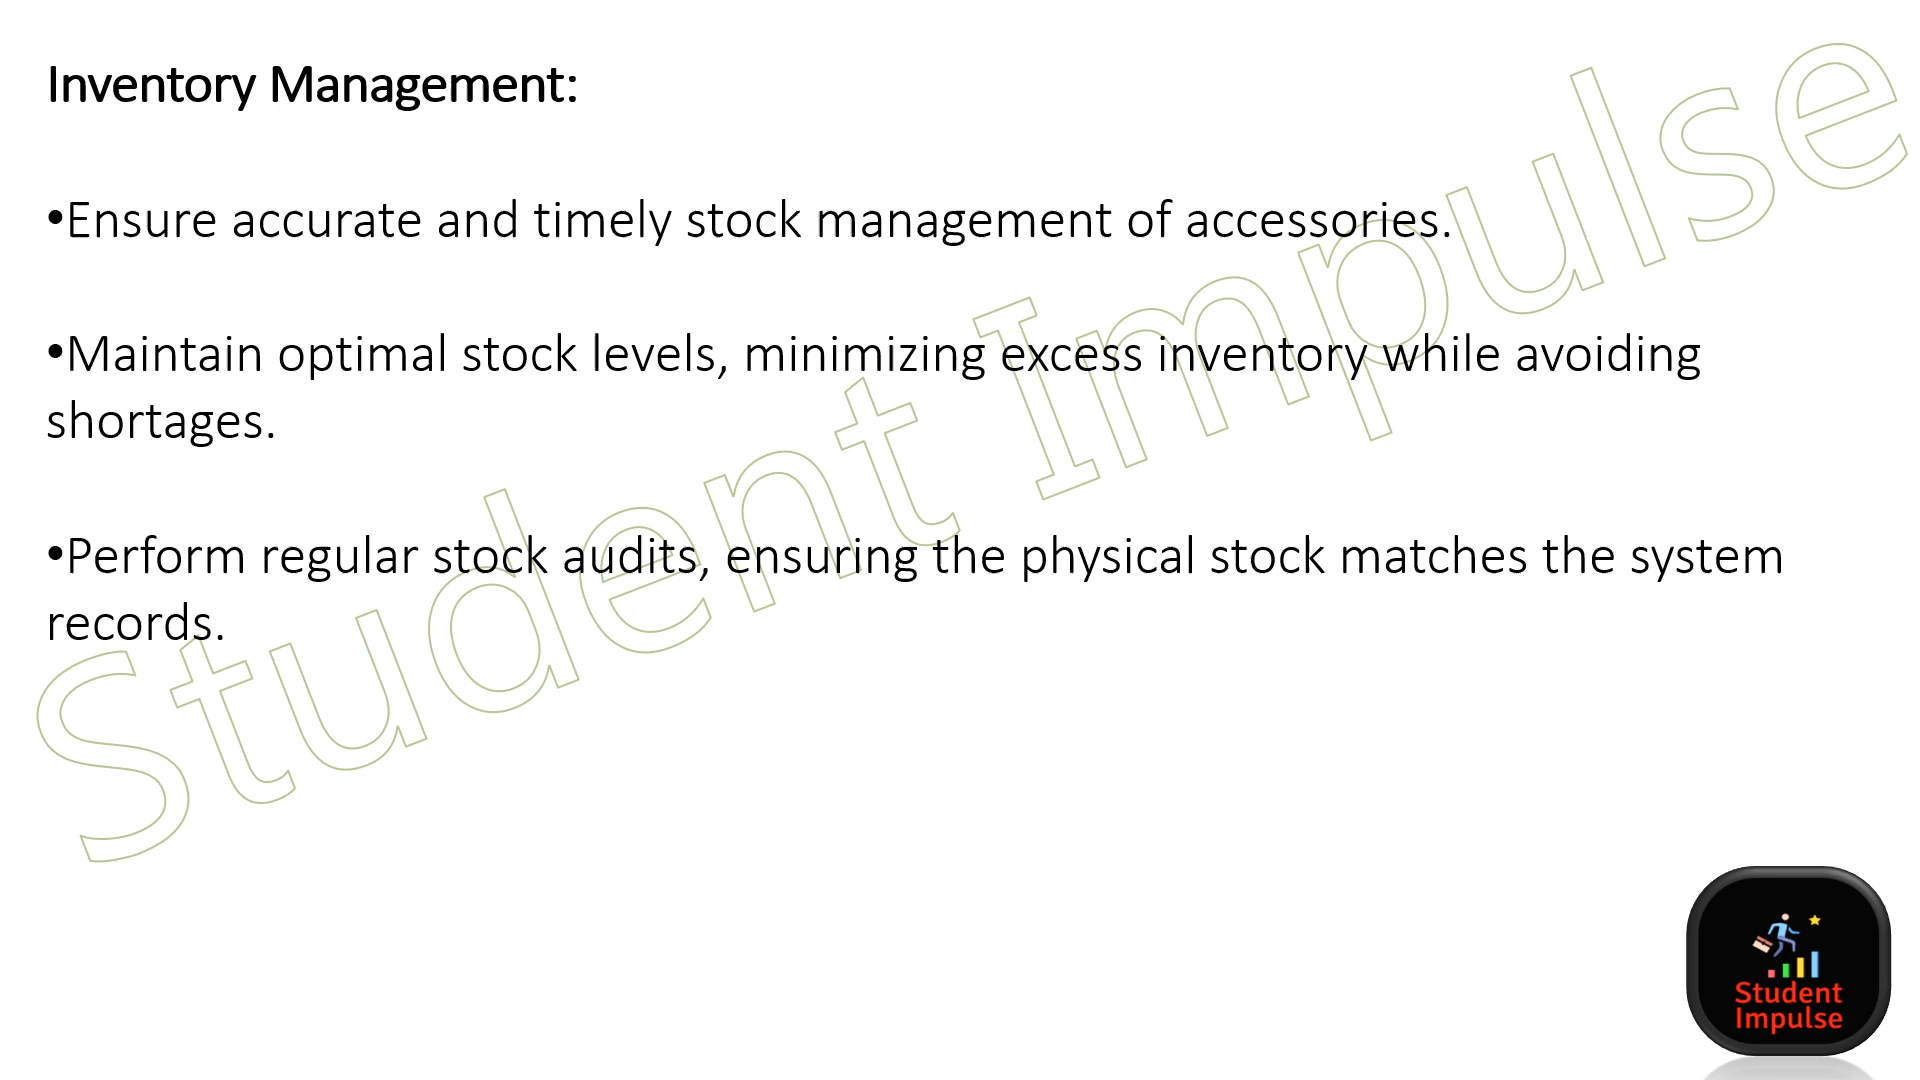 Inventory Management:
•Ensure accurate and timely stock management of accessories.
•Maintain optimal stock levels, minimizing excess inventory while avoiding
shortages.
•Perform regular stock audits, ensuring the physical stock matches the system
records.
Student Impulse
Student
Impulse